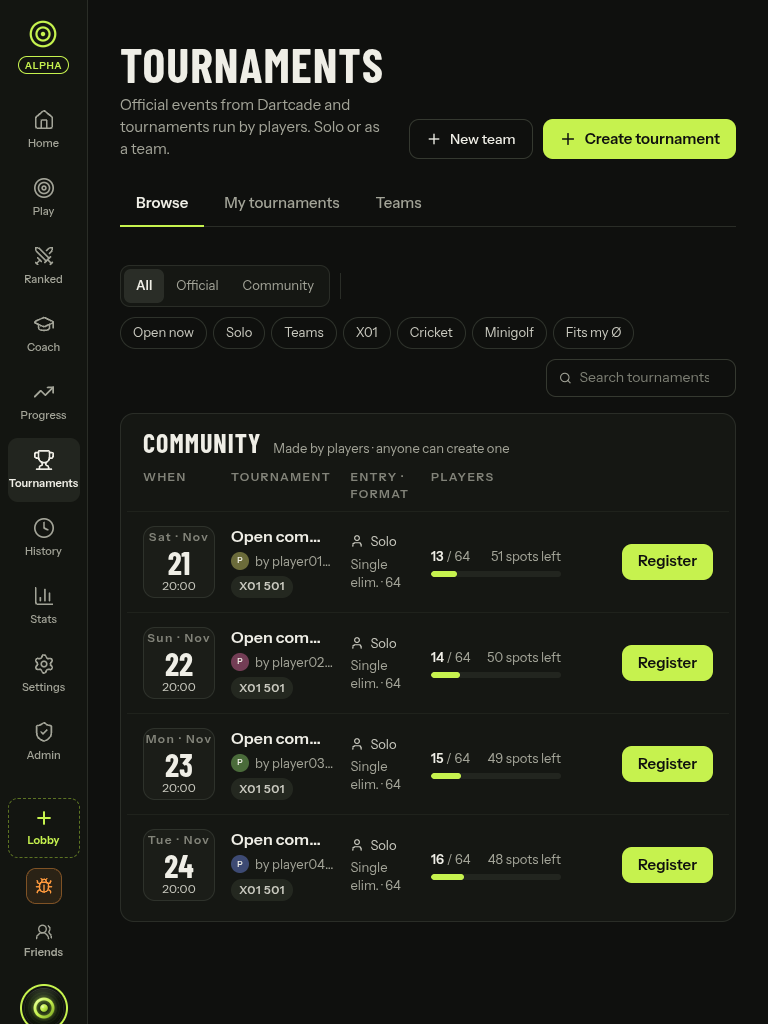 ALPHA
Home
Play
Ranked
Coach
Progress
Tournaments
History
Stats
Settings
Admin
Lobby
Friends
TOURNAMENTS
Official events from Dartcade and
tournaments run by players. Solo or as
a team.
New team
Create tournament
Browse
My tournaments
Teams
All
Official
Community
Open now
Solo
Teams
X01
Cricket
Minigolf
Fits my Ø
Search tournaments
COMMUNITY
Made by players · anyone can create one
WHEN
TOURNAMENT
ENTRY ·
FORMAT
PLAYERS
Sat · Nov
21
20:00
Open com...
P
by player01...
X01 501
Solo
Single
elim. · 64
13 / 64
51 spots left
Register
Sun · Nov
22
20:00
Open com...
P
by player02...
X01 501
Solo
Single
elim. · 64
14 / 64
50 spots left
Register
Mon · Nov
23
20:00
Open com...
P
by player03...
X01 501
Solo
Single
elim. · 64
15 / 64
49 spots left
Register
Tue · Nov
24
20:00
Open com...
P
by player04...
X01 501
Solo
Single
elim. · 64
16 / 64
48 spots left
Register